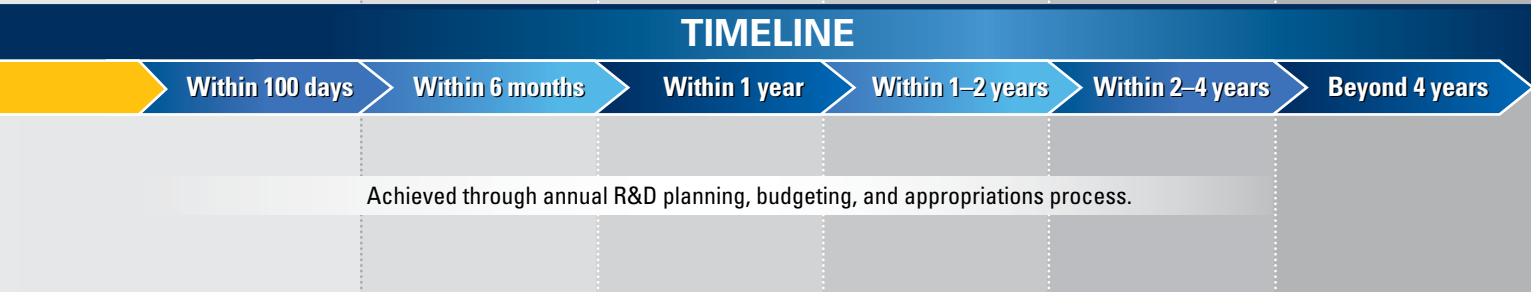 TIMELINE
Within 100 days
Within 6 months
Within 1 year
Within 1–2 years
Within 2–4 years
Beyond 4 years
Achieved through annual R&D planning, budgeting, and appropriations process.